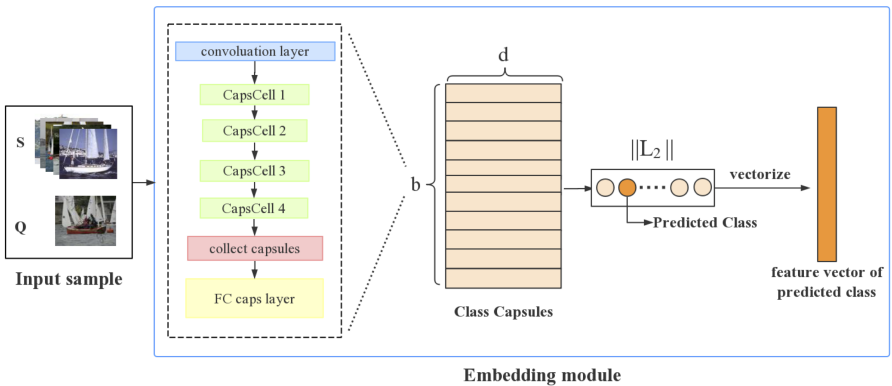 convoluation layer
CapsCell 1
CapsCell 2
CapsCell 3
CapsCell 4
collect capsules
FC caps layer
S
Q
Input sample
d
b
Class Capsules
||L₂||
Predicted Class
vectorize
feature vector of
predicted class
Embedding module